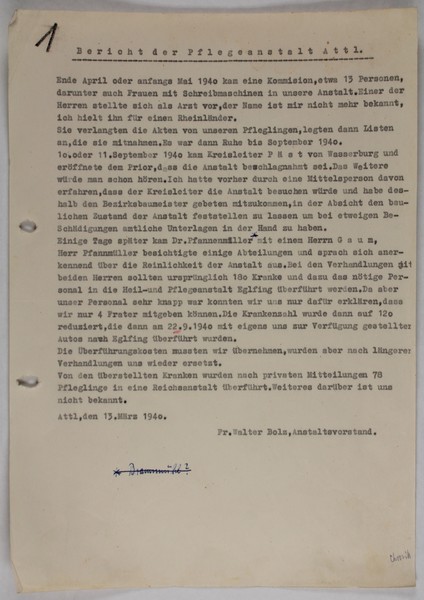 1
Bericht der Pflegeanstalt Attl.
Ende April oder anfangs Mai 1940 kam eine Kommision,etwa 13 Personen,
darunter auch Frauen mit Schreibmaschinen in unsere Anstalt.Einer der
Herren stellte sich als Arzt vor,der Name ist mir nicht mehr bekannt,
ich hielt ihn für einen Rheinländer.
Sie verlangten die Akten von unseren Pfleglingen,legten dann Listen
an,die sie mitnahmen.Es war dann Ruhe bis September 1940.
10.oder 11.September 1940 kam Kreisleiter von Wasserburg und
eröffnete dem Prior,dass die Anstalt beschlagnahmt sei.Das Weitere
würde man schon hören.Ich hatte vorher durch eine Mittelsperson davon
erfahren,dass der Kreisleiter die Anstalt besuchen würde und habe des-
halb den Bezirksbaumeister gebeten mitzukommen,in der Absicht den bau-
lichen Zustand der Anstalt feststellen zu lassen um bei etweigen Be-
schädigungen amtliche Unterlagen in der Hand zu haben.
Einige Tage später kam Dr.Pfannenmüller*mit einem Herrn G a u m,
Herr Pfannmüller besichtigte einige Abteilungen und sprach sich aner-
kennend über die Reinlichkeit der Anstalt aus.Bei den Verhandlungen mit
beiden Herren sollten ursprünglich 180 Kranke und dazu das nötige Per-
sonal in die Heil-und Pflegeanstalt Eglfing überführt werden.Da aber
unser Personal sehr knapp war konnten wir uns nur dafür erklären,dass
wir nur 4 Frater mitgeben können.Die Krankenzahl wurde dann auf 120
reduziert,die dann am 22.9.1940 mit eigens uns zur Verfügung gestellten
Autos nach Eglfing überführt wurden.
Die Überführungskosten mussten wir übernehmen,wurden aber nach längeren
Verhandlungen uns wieder ersetzt.
Von den überstellten Kranken wurden nach privaten Mitteilungen 78
Pfleglinge in eine Reichsanstalt überführt.Weiteres darüber ist uns
nicht bekannt.
Attl,den 13.März 1940.
Fr.Walter Bolz,Anstaltsvorstand.